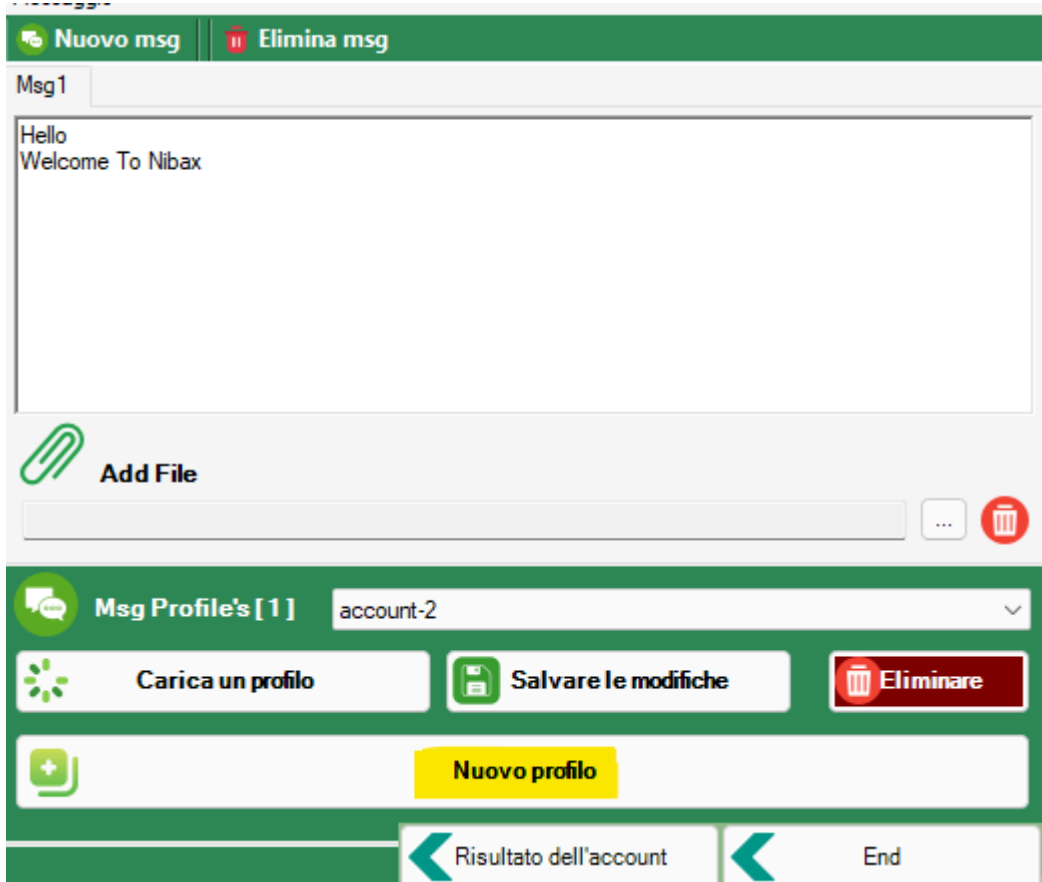 Nuovo msg Elimina msg
Msg1
Hello
Welcome To Nibax
Add File
...
Msg Profile's [ 1 ] account-2
Carica un profilo Salvare le modifiche Eliminare
Nuovo profilo
Risultato dell'account End